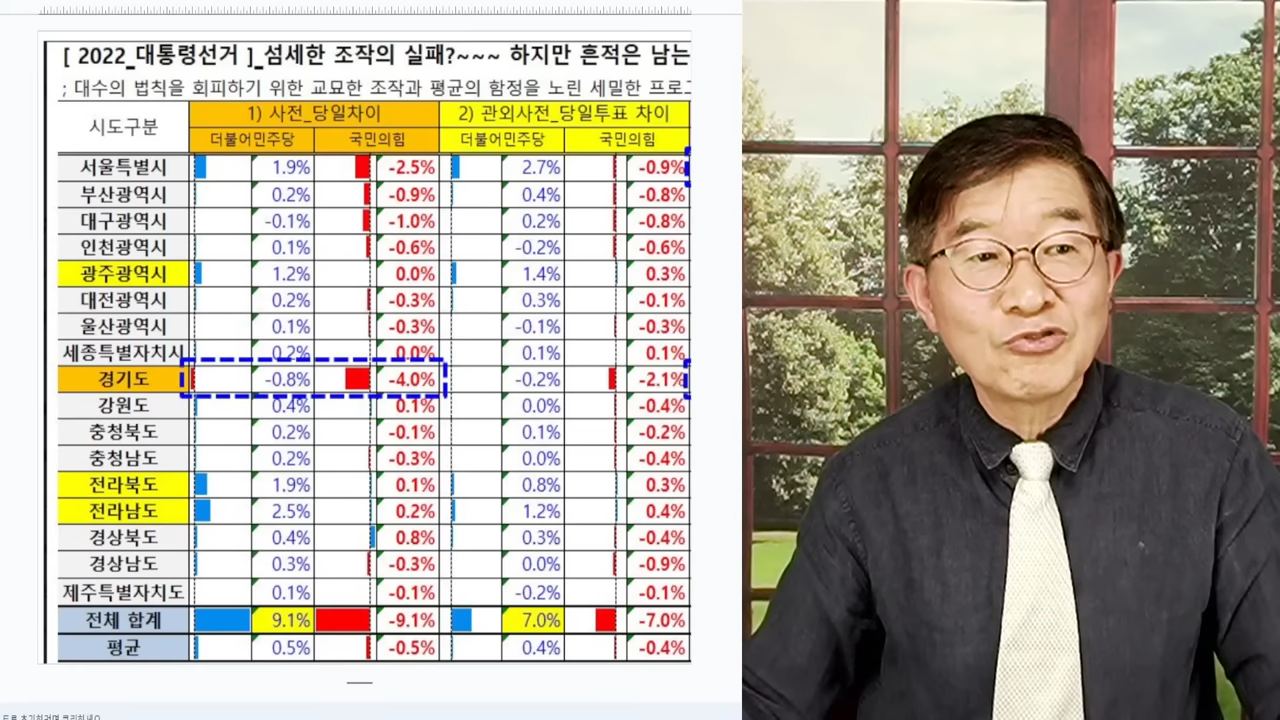 [ 2022_대통령선거 ]_섬세한 조작의 실패?~~~ 하지만 흔적은 남는
; 대수의 법칙을 회피하기 위한 교묘한 조작과 평균의 함정을 노린 세밀한 프로그
시도구분 1) 사전_당일차이 2) 관외사전_당일투표 차이
더불어민주당 국민의힘 더불어민주당 국민의힘
서울특별시 1.9% -2.5% 2.7% -0.9%
부산광역시 0.2% -0.9% 0.4% -0.8%
대구광역시 -0.1% -1.0% 0.2% -0.8%
인천광역시 0.1% -0.6% -0.2% -0.6%
광주광역시 1.2% 0.0% 1.4% 0.3%
대전광역시 0.2% -0.3% 0.3% -0.1%
울산광역시 0.1% -0.3% -0.1% -0.3%
세종특별자치시 0.2% 0.0% 0.1% 0.1%
경기도 -0.8% -4.0% -0.2% -2.1%
강원도 0.4% 0.1% 0.0% -0.4%
충청북도 0.2% -0.1% 0.1% -0.2%
충청남도 0.2% -0.3% 0.0% -0.4%
전라북도 1.9% 0.1% 0.8% 0.3%
전라남도 2.5% 0.2% 1.2% 0.4%
경상북도 0.4% 0.8% 0.3% -0.4%
경상남도 0.3% -0.3% 0.0% -0.9%
제주특별자치도 0.1% -0.1% -0.2% -0.1%
전체 합계 9.1% -9.1% 7.0% -7.0%
평균 0.5% -0.5% 0.4% -0.4%